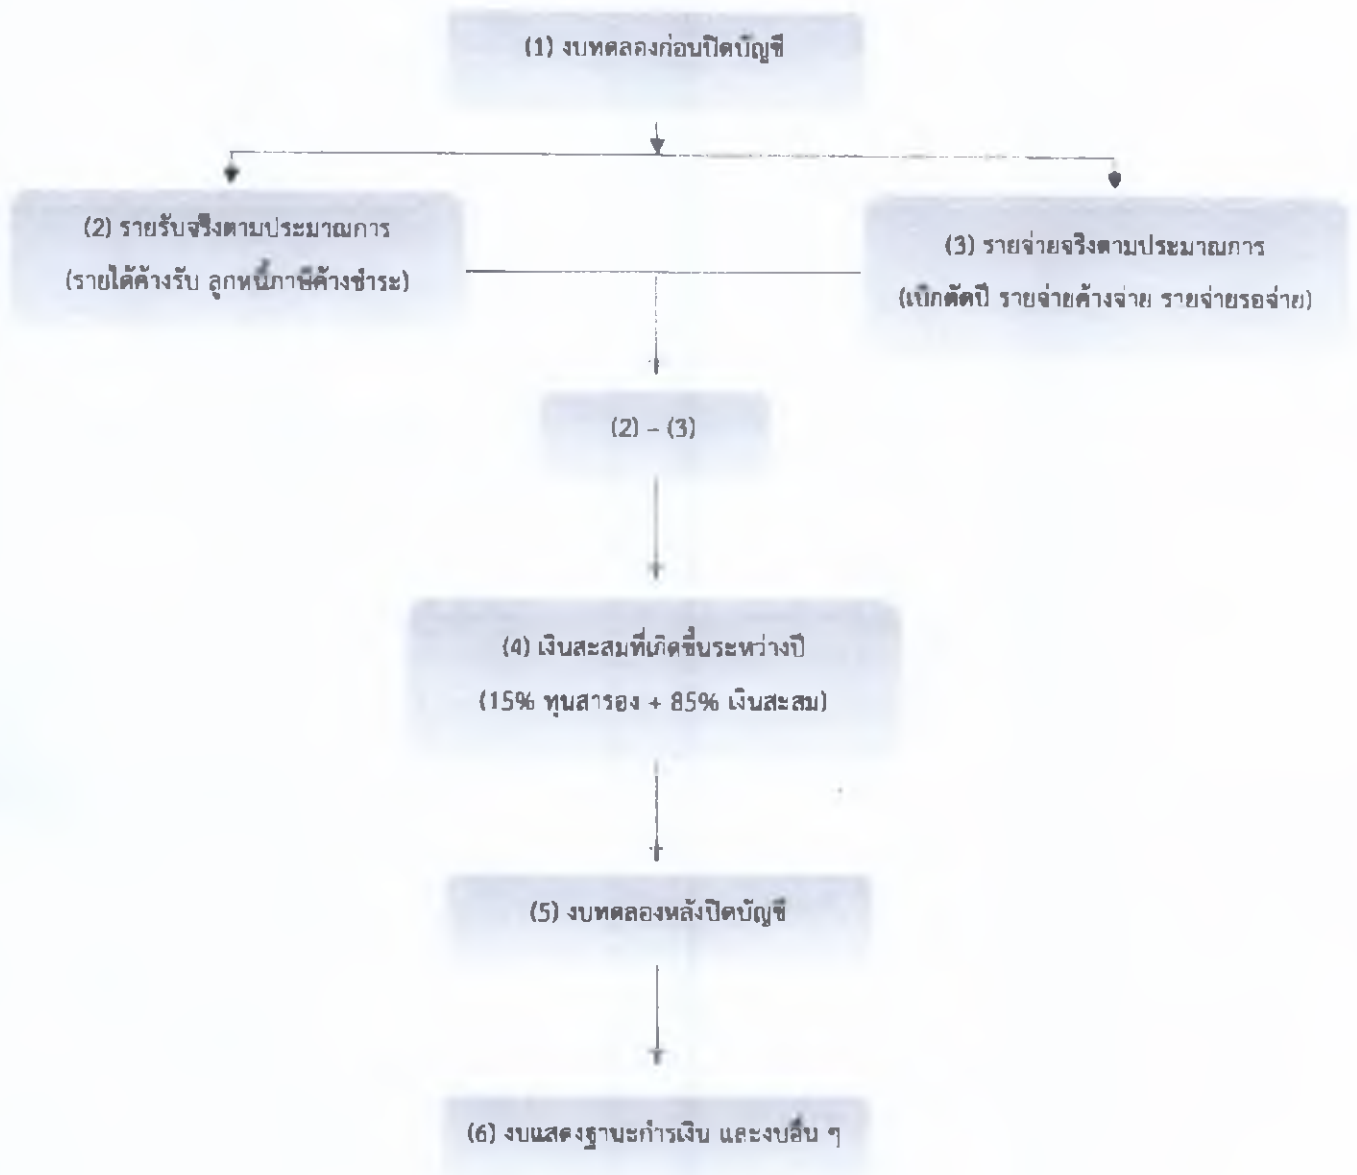 (1) งบทดลองก่อนปิดบัญชี
(2) รายรับจริงตามประมาณการ
(รายได้ค้างรับ ลูกหนี้ภาษีค้างชำระ)
(3) รายจ่ายจริงตามประมาณการ
(เบิกตัดปี รายจ่ายค้างจ่าย รายจ่ายรอจ่าย)
(2) – (3)
(4) เงินสะสมที่เกิดขึ้นระหว่างปี
(15% ทุนสำรอง + 85% เงินสะสม)
(5) งบทดลองหลังปิดบัญชี
(6) งบแสดงฐานะการเงิน และงบอื่น ๆ